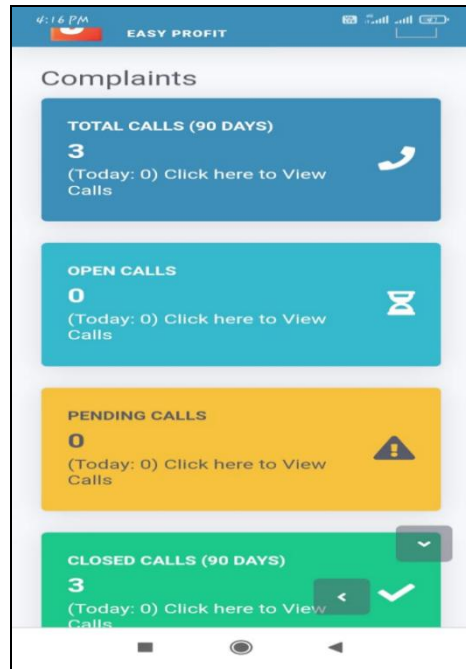 4:16 PM
EASY PROFIT
Complaints
TOTAL CALLS (90 DAYS)
3
(Today: 0) Click here to View
Calls
OPEN CALLS
0
(Today: 0) Click here to View
Calls
PENDING CALLS
0
(Today: 0) Click here to View
Calls
CLOSED CALLS (90 DAYS)
3
(Today: 0) Click here to View
Calls